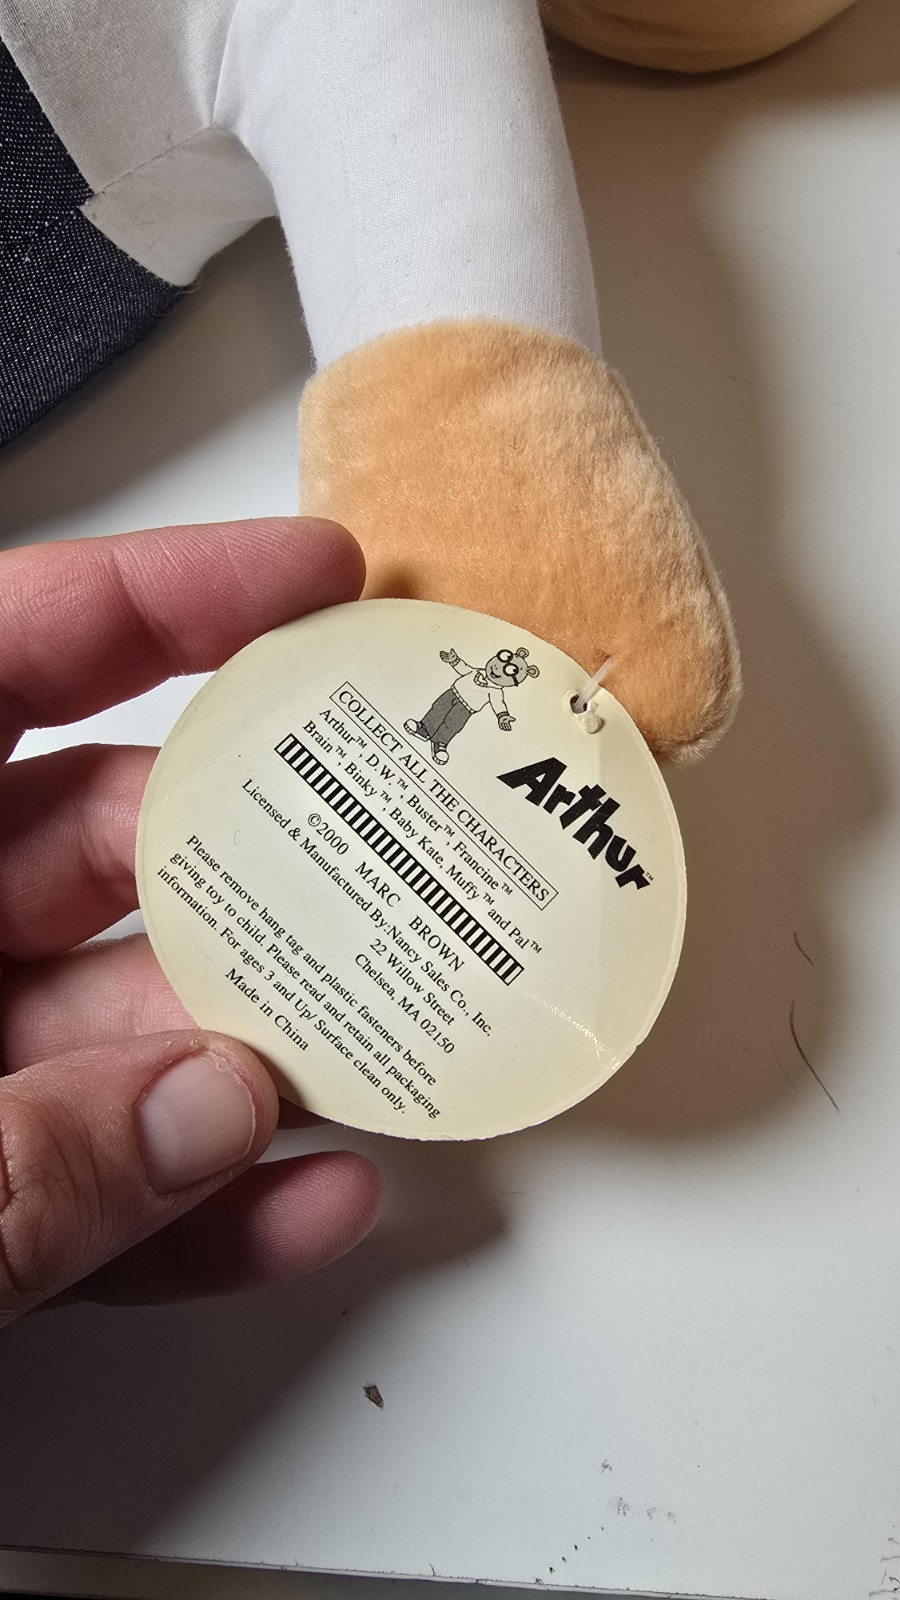 Arthur™
COLLECT ALL THE CHARACTERS
Arthur™, D.W.™, Buster™, Francine™
Brain™, Binky™, Baby Kate, Muffy™ and Pal™
©2000 MARC BROWN
Licensed & Manufactured By:Nancy Sales Co., Inc.
22 Willow Street
Chelsea, MA 02150
Please remove hang tag and plastic fasteners before
giving toy to child. Please read and retain all packaging
information. For ages 3 and Up/ Surface clean only.
Made in China